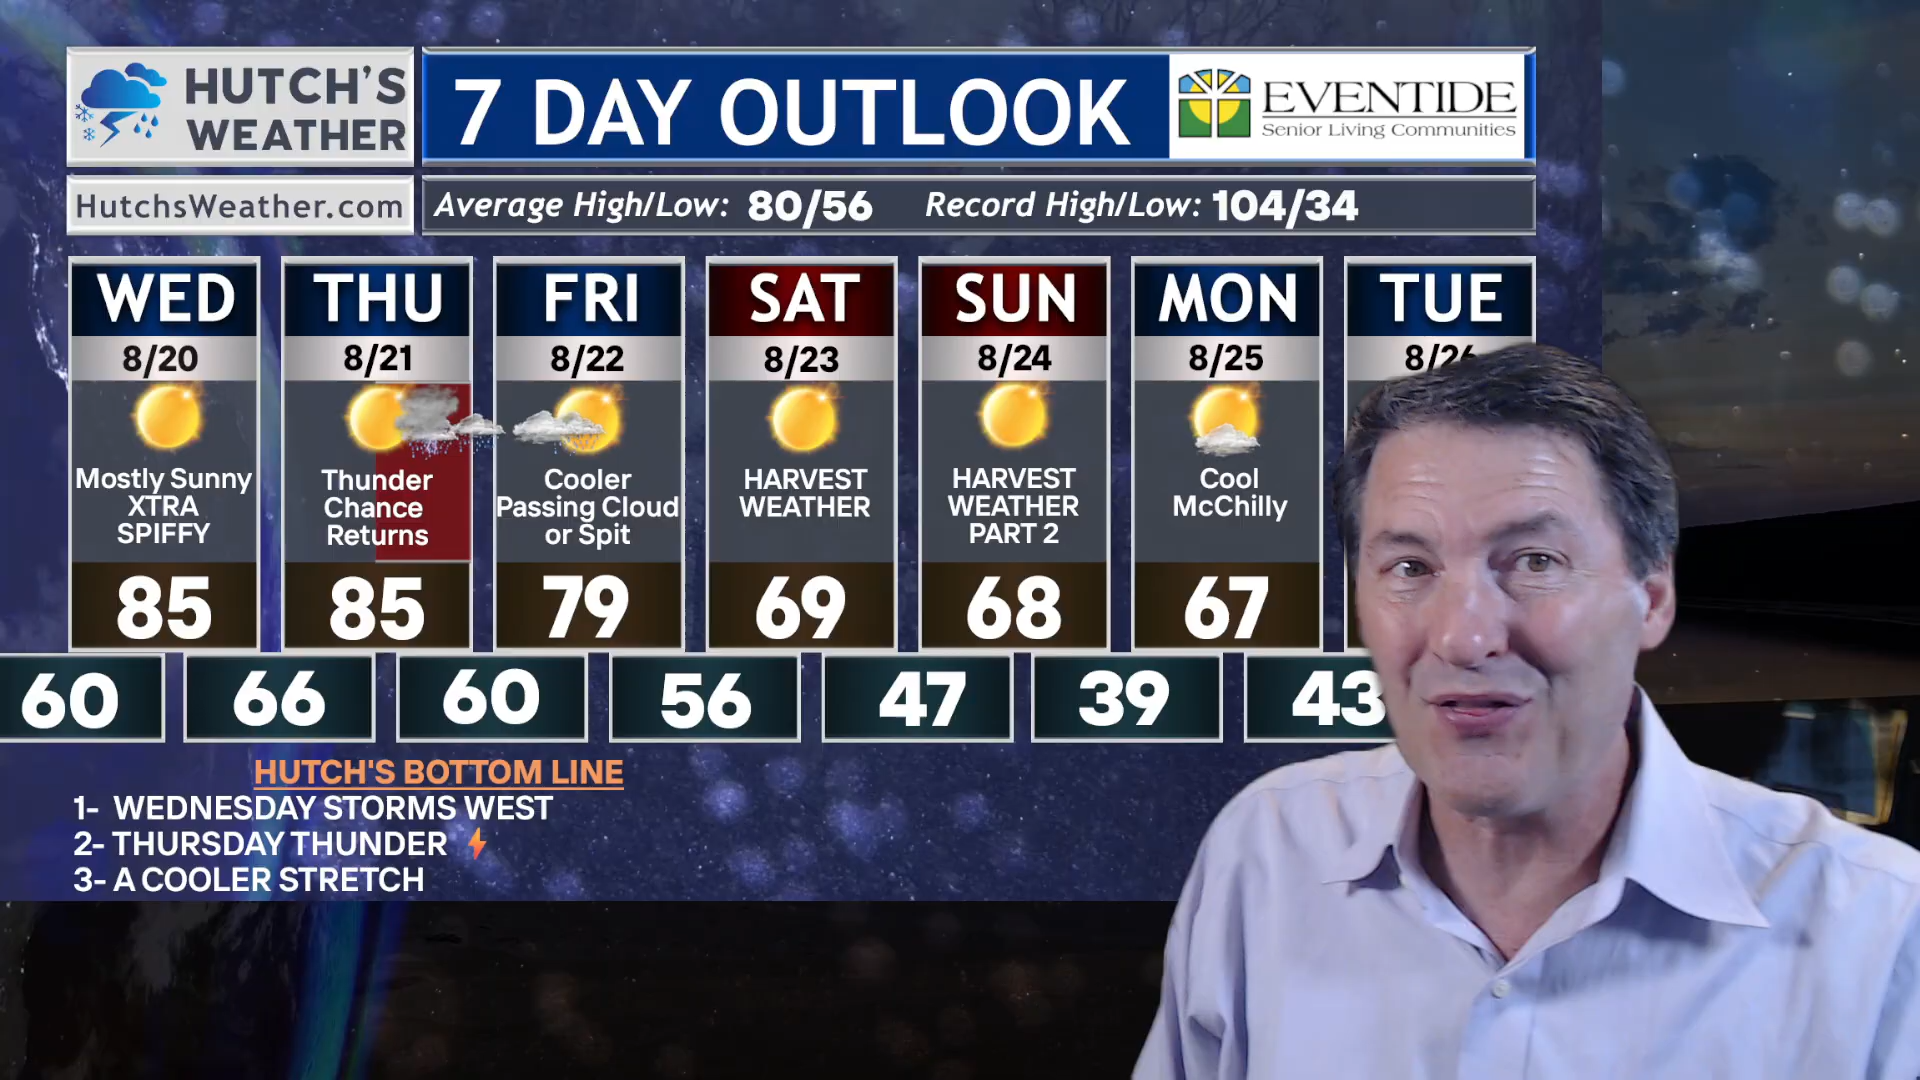 HUTCH'S
WEATHER
7 DAY OUTLOOK
EVENTIDE
Senior Living Communities
HutchsWeather.com
Average High/Low: 80/56 Record High/Low: 104/34
WED THU FRI SAT SUN MON TUE
8/20 8/21 8/22 8/23 8/24 8/25
Mostly Sunny
XTRA
SPIFFY
Thunder
Chance
Returns
Cooler
Passing Cloud
or Spit
HARVEST
WEATHER
HARVEST
WEATHER
PART 2
Cool
McChilly
85 85 79 69 68 67
60 66 60 56 47 39 43
HUTCH'S BOTTOM LINE
1- WEDNESDAY STORMS WEST
2- THURSDAY THUNDER ⚡
3- A COOLER STRETCH